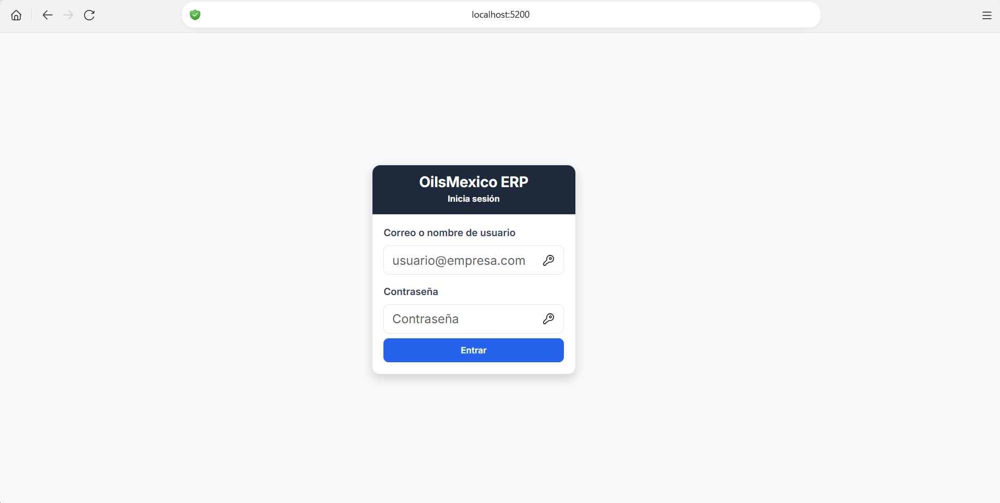 localhost:5200
OilsMexico ERP
Inicia sesión
Correo o nombre de usuario
usuario@empresa.com
Contraseña
Contraseña
Entrar